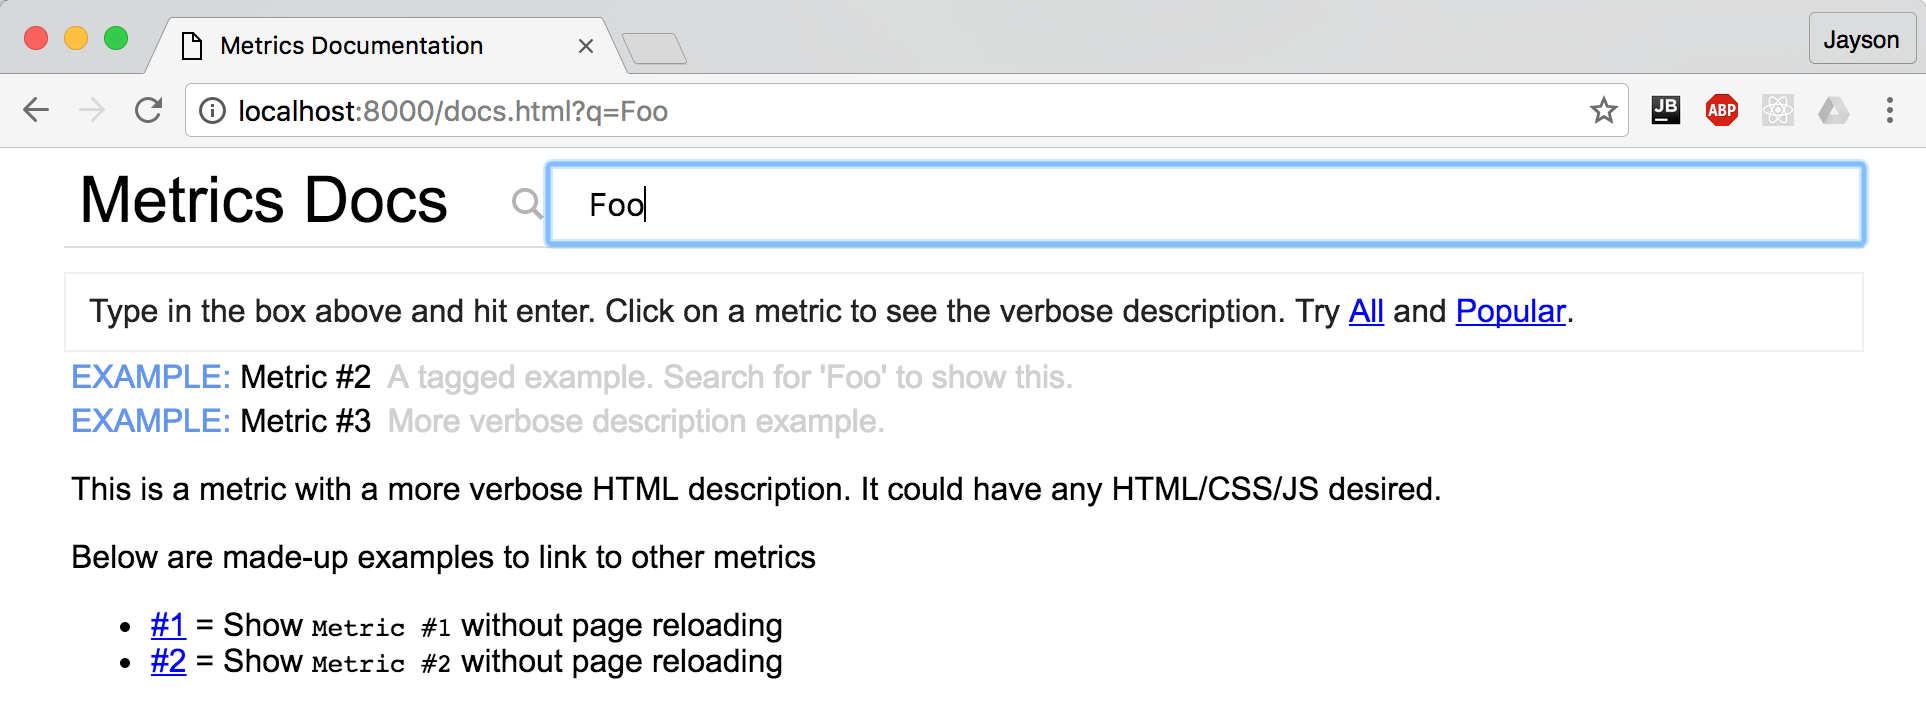 Metrics Documentation
Jayson
localhost:8000/docs.html?q=Foo
JB
ABP
Metrics Docs
Foo
Type in the box above and hit enter. Click on a metric to see the verbose description. Try All and Popular.
EXAMPLE: Metric #2 A tagged example. Search for 'Foo' to show this.
EXAMPLE: Metric #3 More verbose description example.
This is a metric with a more verbose HTML description. It could have any HTML/CSS/JS desired.
Below are made-up examples to link to other metrics
• #1 = Show Metric #1 without page reloading
• #2 = Show Metric #2 without page reloading